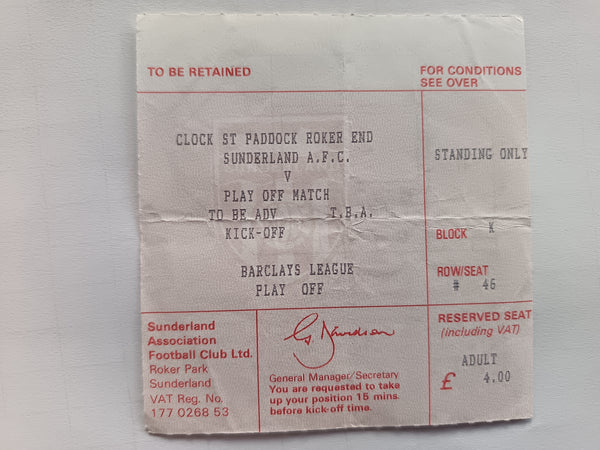 TO BE RETAINED
FOR CONDITIONS
SEE OVER
CLOCK ST PADDOCK ROKER END
SUNDERLAND A.F.C.
V
PLAY OFF MATCH
TO BE ADV T.B.A.
KICK-OFF
BARCLAYS LEAGUE
PLAY OFF
STANDING ONLY
BLOCK K
ROW/SEAT
# 46
Sunderland
Association
Football Club Ltd.
Roker Park
Sunderland
VAT Reg. No.
177 0268 53
General Manager/Secretary
You are requested to take
up your position 15 mins.
before kick-off time.
RESERVED SEAT
(including VAT)
ADULT
£ 4.00